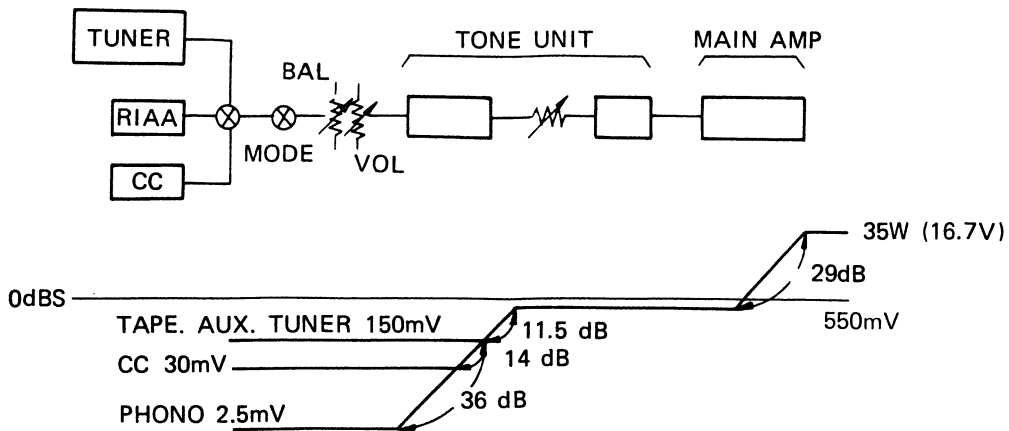 TUNER
TONE UNIT
MAIN AMP
BAL
RIAA
MODE
VOL
CC
35W (16.7V)
29dB
0dBS
550mV
TAPE. AUX. TUNER 150mV
11.5 dB
CC 30mV
14 dB
36 dB
PHONO 2.5mV